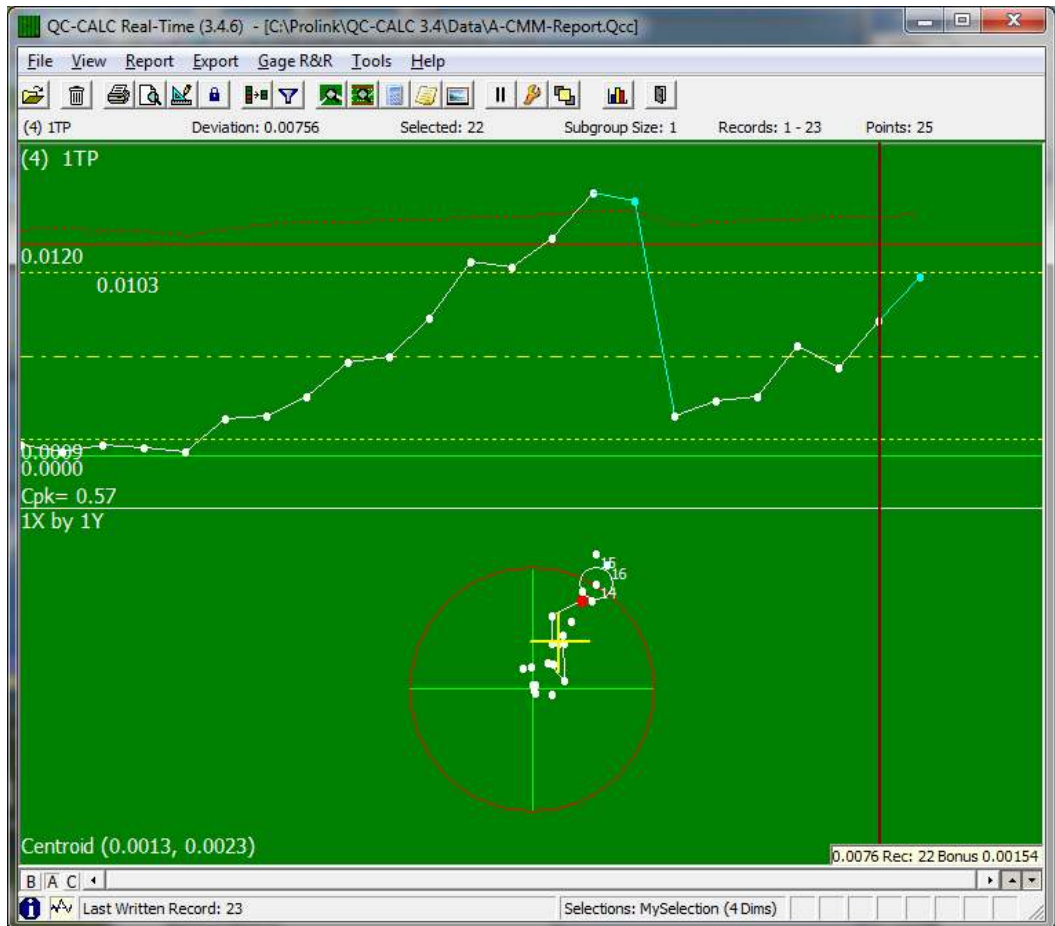 QC-CALC Real-Time (3.4.6) - [C:\Prolink\QC-CALC 3.4\Data\A-CMM-Report.Qcc]
File View Report Export Gage R&R Tools Help
(4) 1TP Deviation: 0.00756 Selected: 22 Subgroup Size: 1 Records: 1 - 23 Points: 25
(4) 1TP
0.0120
0.0103
0.0009
0.0000
Cpk= 0.57
1X by 1Y
15
16
14
Centroid (0.0013, 0.0023)
0.0076 Rec: 22 Bonus 0.00154
B A C
Last Written Record: 23 Selections: MySelection (4 Dims)